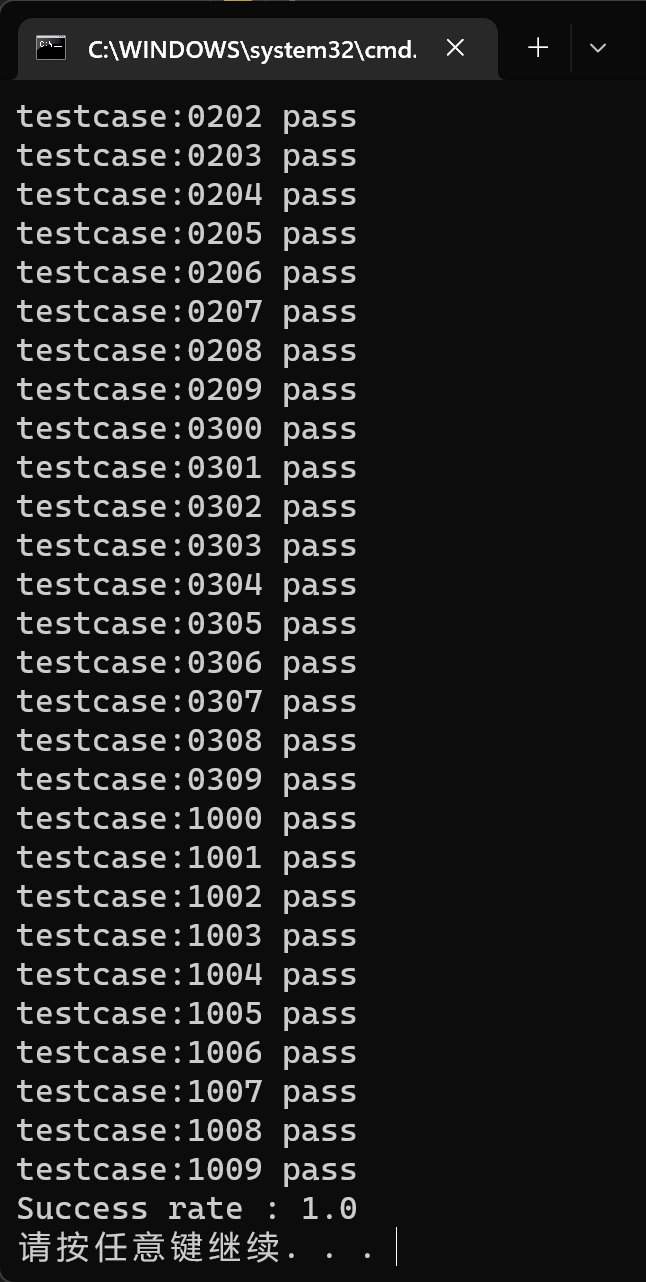 C:\WINDOWS\system32\cmd.
testcase:0202 pass
testcase:0203 pass
testcase:0204 pass
testcase:0205 pass
testcase:0206 pass
testcase:0207 pass
testcase:0208 pass
testcase:0209 pass
testcase:0300 pass
testcase:0301 pass
testcase:0302 pass
testcase:0303 pass
testcase:0304 pass
testcase:0305 pass
testcase:0306 pass
testcase:0307 pass
testcase:0308 pass
testcase:0309 pass
testcase:1000 pass
testcase:1001 pass
testcase:1002 pass
testcase:1003 pass
testcase:1004 pass
testcase:1005 pass
testcase:1006 pass
testcase:1007 pass
testcase:1008 pass
testcase:1009 pass
Success rate : 1.0
请按任意键继续. . .